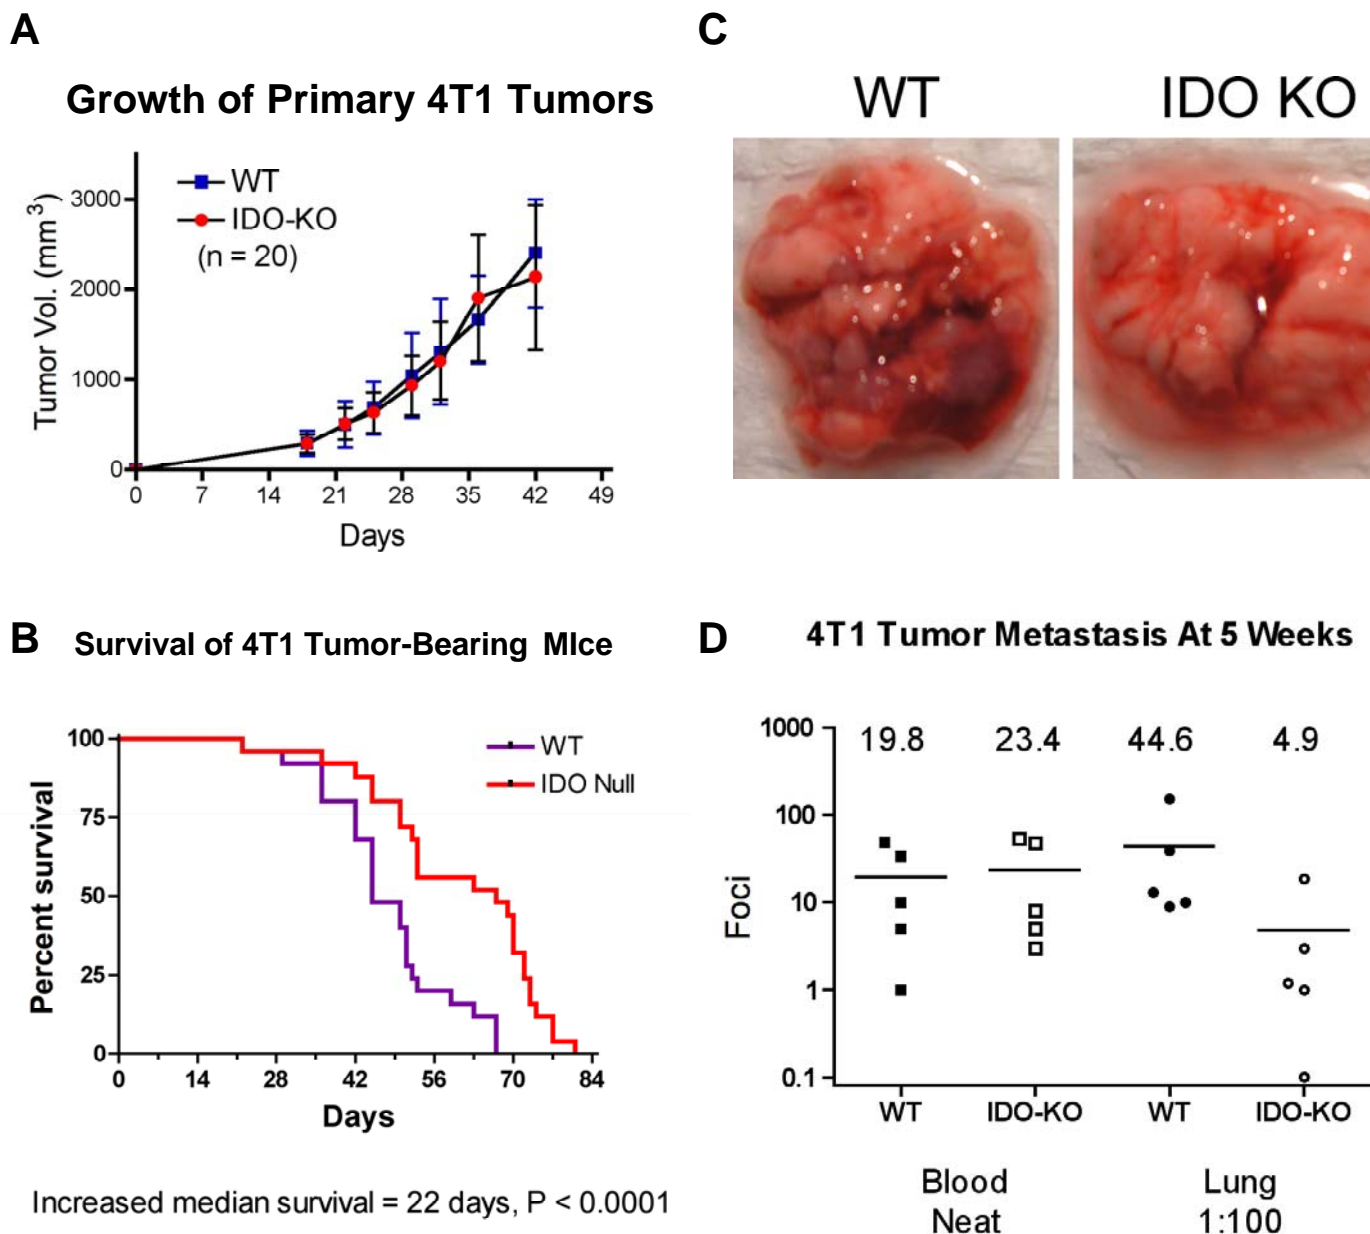 A
Growth of Primary 4T1 Tumors
Tumor Vol. (mm³)
3000
2000
1000
0
WT
IDO-KO
(n = 20)
0 7 14 21 28 35 42 49
Days
B Survival of 4T1 Tumor-Bearing MIce
Percent survival
100
75
50
25
0
WT
IDO Null
0 14 28 42 56 70 84
Days
Increased median survival = 22 days, P < 0.0001
C
WT IDO KO
D 4T1 Tumor Metastasis At 5 Weeks
Foci
1000
100
10
1
0.1
19.8 23.4 44.6 4.9
WT IDO-KO WT IDO-KO
Blood Lung
Neat 1:100